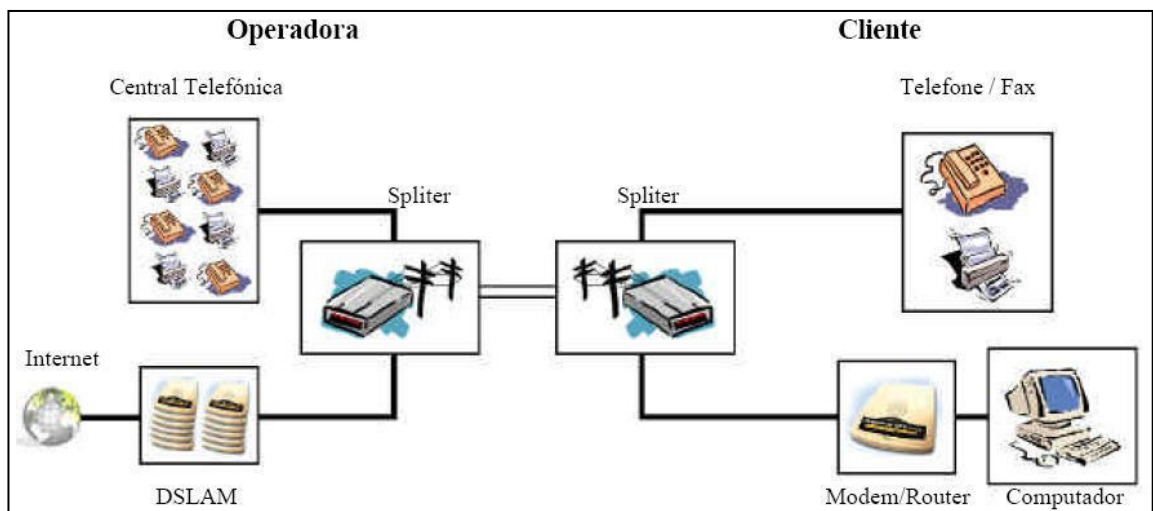 Operadora
Cliente
Central Telefónica
Telefone / Fax
Spliter
Spliter
Internet
DSLAM
Modem/Router
Computador